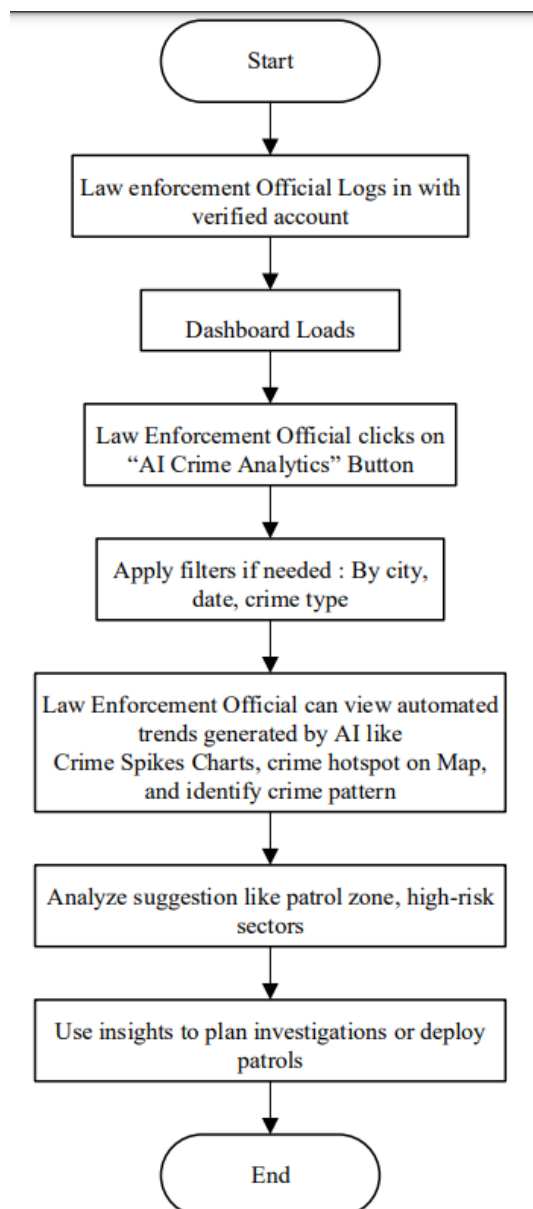 Start
Law enforcement Official Logs in with
verified account
Dashboard Loads
Law Enforcement Official clicks on
“AI Crime Analytics” Button
Apply filters if needed : By city,
date, crime type
Law Enforcement Official can view automated
trends generated by AI like
Crime Spikes Charts, crime hotspot on Map,
and identify crime pattern
Analyze suggestion like patrol zone, high-risk
sectors
Use insights to plan investigations or deploy
patrols
End